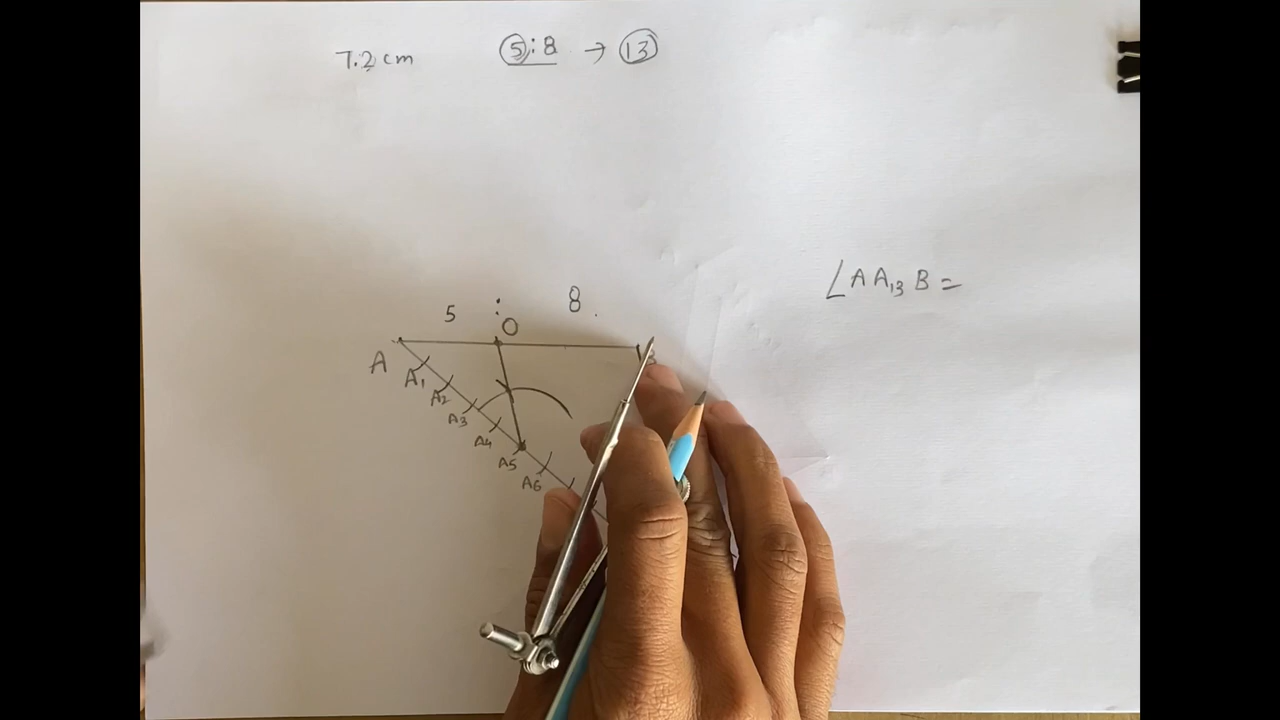 7.2 cm 5:8 → 13
∠AA₁₃B =
5 : 8.
O
A
A₁
A₂
A₃
A₄
A₅
A₆